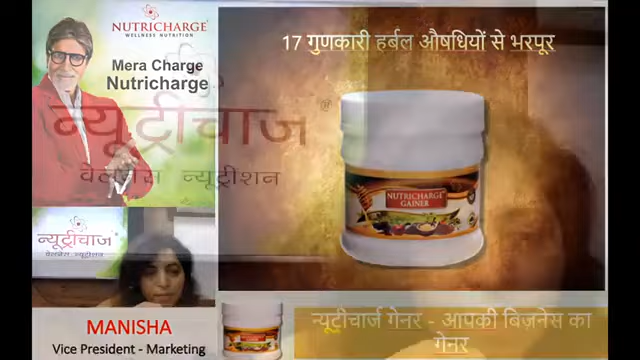 NUTRICHARGE®
WELLNESS NUTRITION
Mera Charge
Nutricharge
17 गुणकारी हर्बल औषधियों से भरपूर
न्यूट्रीचार्ज®
वेलनेस न्यूट्रीशन
NUTRICHARGE
GAINER
न्यूट्रीचार्ज
वेलनेस न्यूट्रीशन
MANISHA
Vice President - Marketing
न्यूट्रीचार्ज गेनर - आपकी बिज़नेस का
गेनर